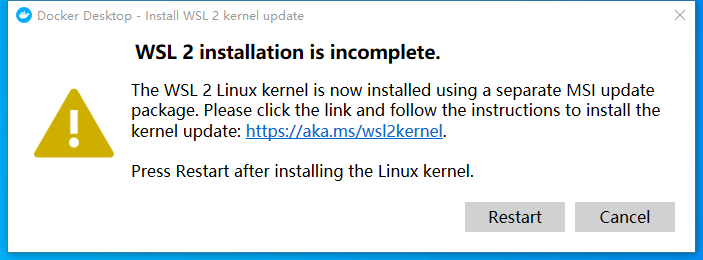 Docker Desktop - Install WSL 2 kernel update
WSL 2 installation is incomplete.
The WSL 2 Linux kernel is now installed using a separate MSI update
package. Please click the link and follow the instructions to install the
kernel update: https://aka.ms/wsl2kernel.
Press Restart after installing the Linux kernel.
Restart
Cancel